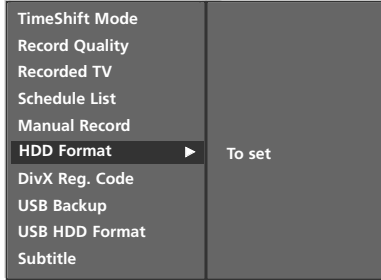 TimeShift Mode
Record Quality
Recorded TV
Schedule List
Manual Record
HDD Format ▶ To set
DivX Reg. Code
USB Backup
USB HDD Format
Subtitle